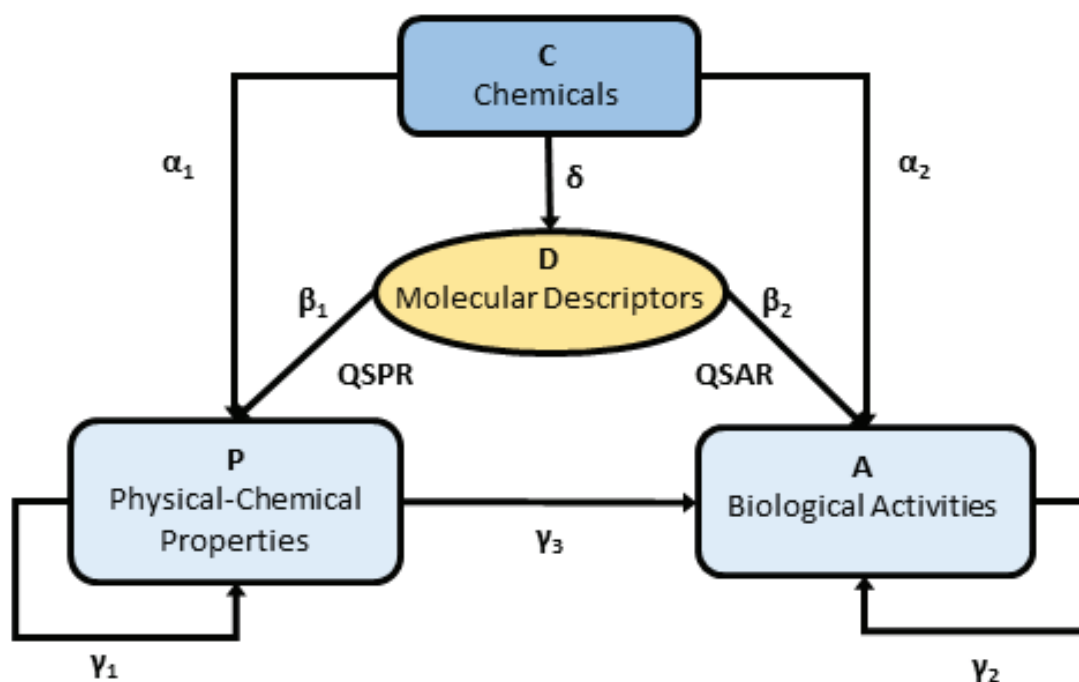 C
Chemicals
α₁
δ
α₂
D
Molecular Descriptors
β₁
β₂
QSPR
QSAR
P
Physical-Chemical
Properties
A
Biological Activities
γ₃
γ₁
γ₂